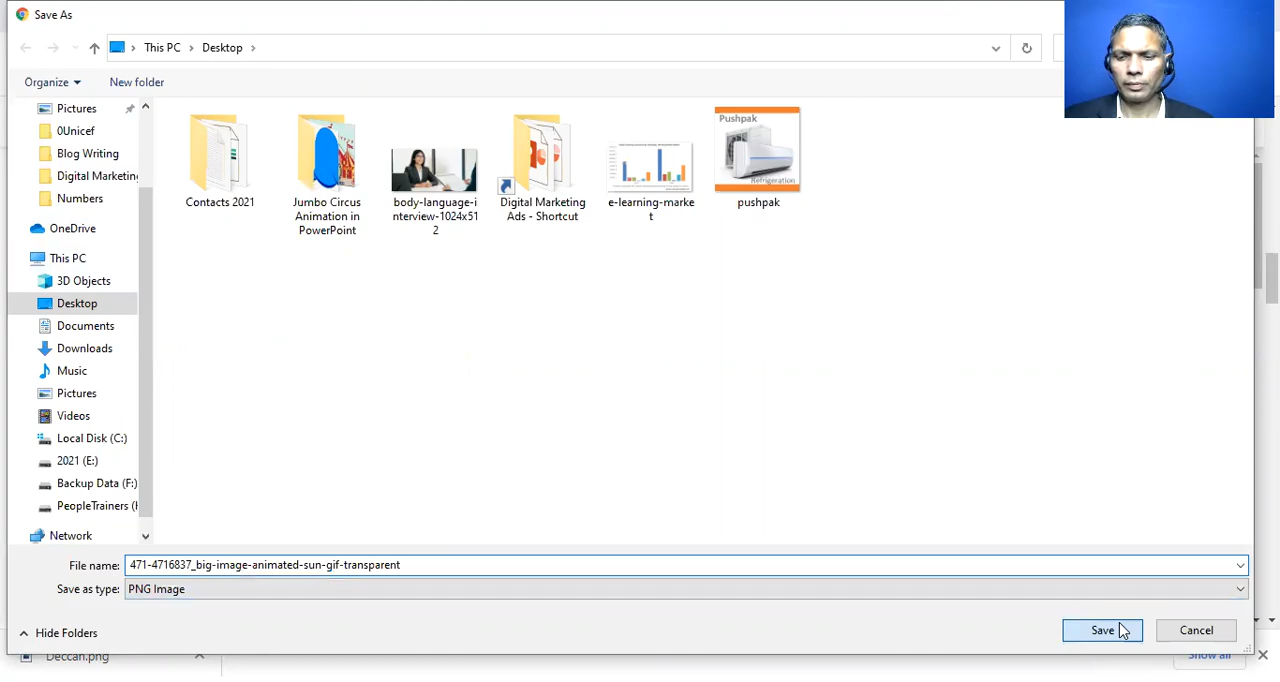 Save As
This PC
Desktop
Organize
New folder
Pictures
0Unicef
Blog Writing
Digital Marketing
Numbers
OneDrive
This PC
3D Objects
Desktop
Documents
Downloads
Music
Pictures
Videos
Local Disk (C:)
2021 (E:)
Backup Data (F:)
PeopleTrainers (
Network
Contacts 2021
Jumbo Circus
Animation in
PowerPoint
body-language-i
nterview-1024x51
2
Digital Marketing
Ads - Shortcut
e-learning-marke
t
Pushpak
Refrigeration
pushpak
File name:
471-4716837_big-image-animated-sun-gif-transparent
Save as type:
PNG Image
Hide Folders
Save
Cancel
Deccan.png
Show all